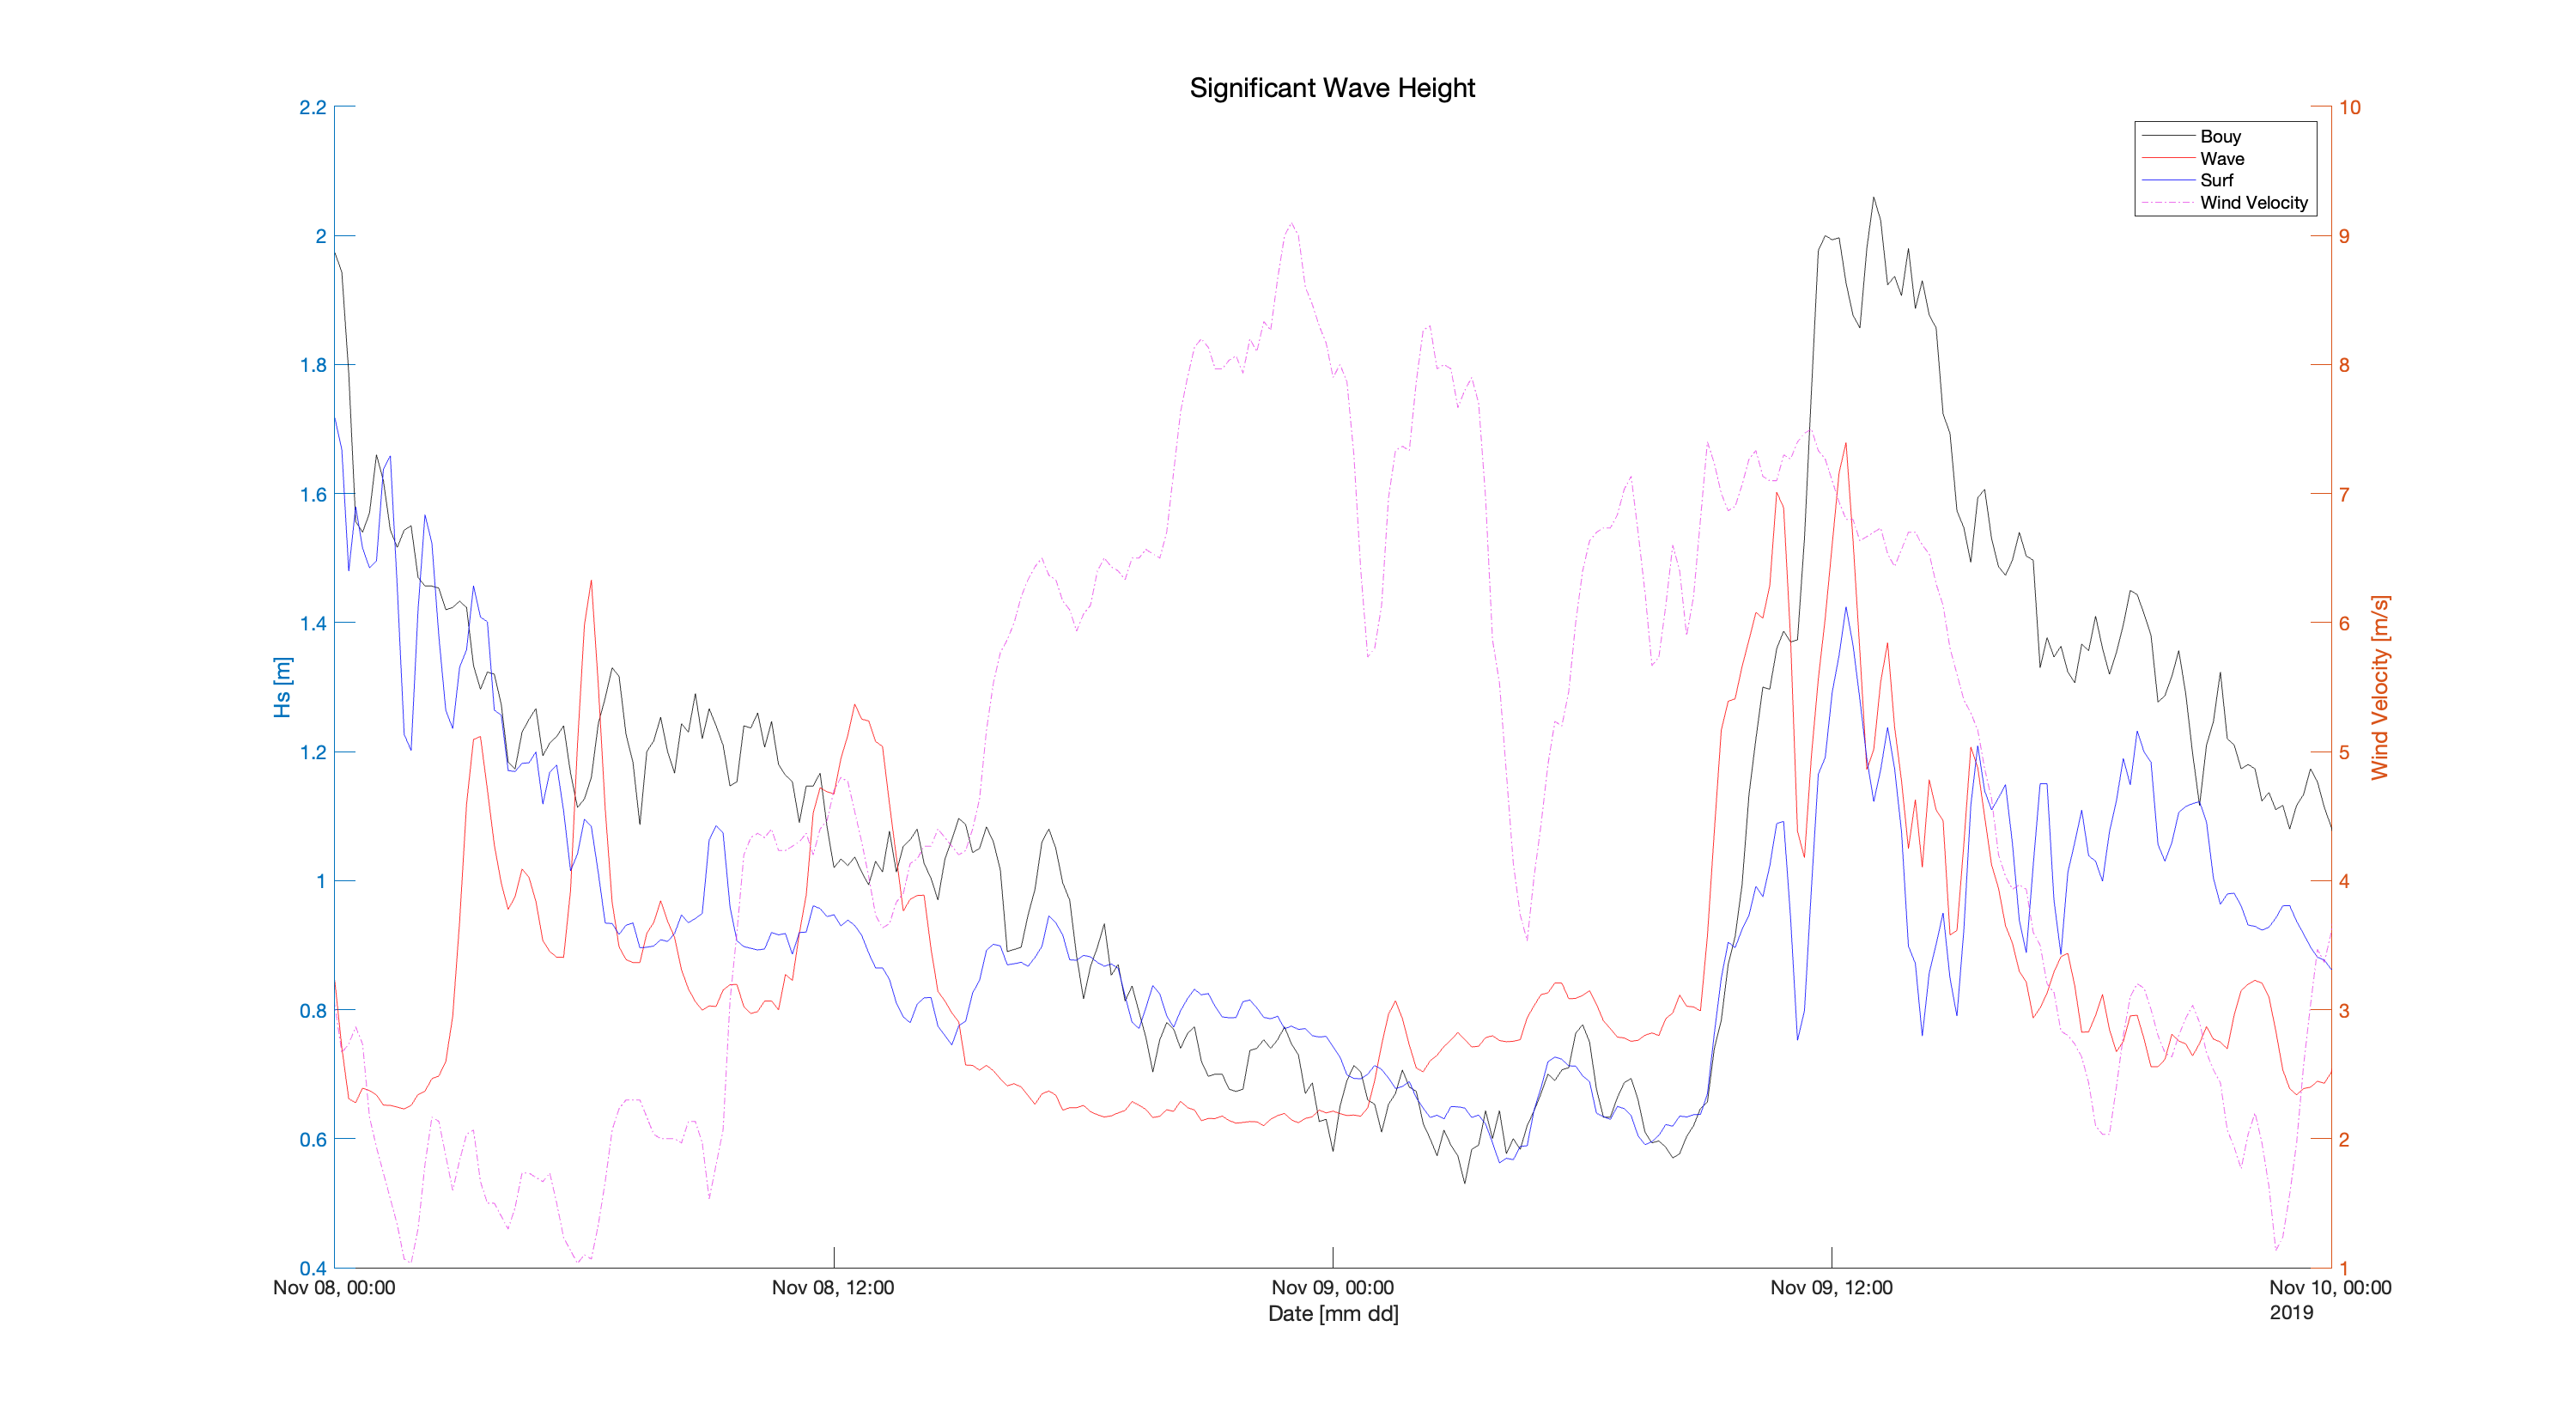 Significant Wave Height
2.2
2
1.8
1.6
1.4
1.2
1
0.8
0.6
0.4
Hs [m]
10
9
8
7
6
5
4
3
2
1
Wind Velocity [m/s]
Bouy
Wave
Surf
Wind Velocity
Nov 08, 00:00
Nov 08, 12:00
Nov 09, 00:00
Nov 09, 12:00
Nov 10, 00:00
2019
Date [mm dd]